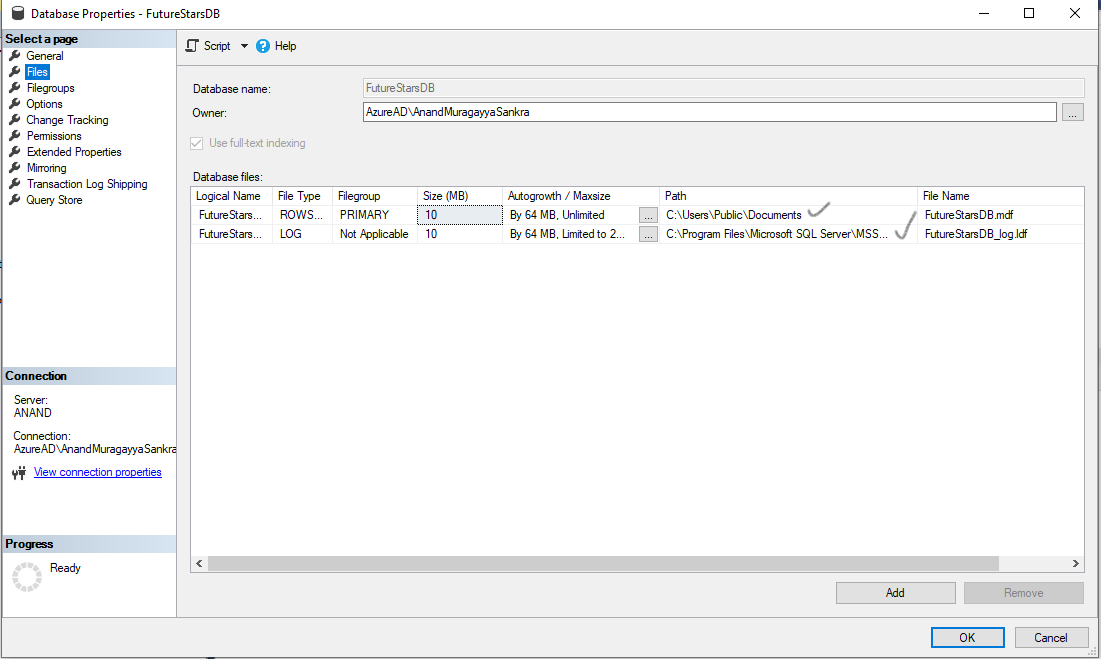 Database Properties - FutureStarsDB
Select a page
General
Files
Filegroups
Options
Change Tracking
Permissions
Extended Properties
Mirroring
Transaction Log Shipping
Query Store
Connection
Server:
ANAND
Connection:
AzureAD\AnandMuragayyaSankra
View connection properties
Progress
Ready
Script Help
Database name: FutureStarsDB
Owner: AzureAD\AnandMuragayyaSankra ...
Use full-text indexing
Database files:
Logical Name File Type Filegroup Size (MB) Autogrowth / Maxsize Path File Name
FutureStars... ROWS... PRIMARY 10 By 64 MB, Unlimited ... C:\Users\Public\Documents FutureStarsDB.mdf
FutureStars... LOG Not Applicable 10 By 64 MB, Limited to 2... ... C:\Program Files\Microsoft SQL Server\MSS... FutureStarsDB_log.ldf
Add Remove
OK Cancel